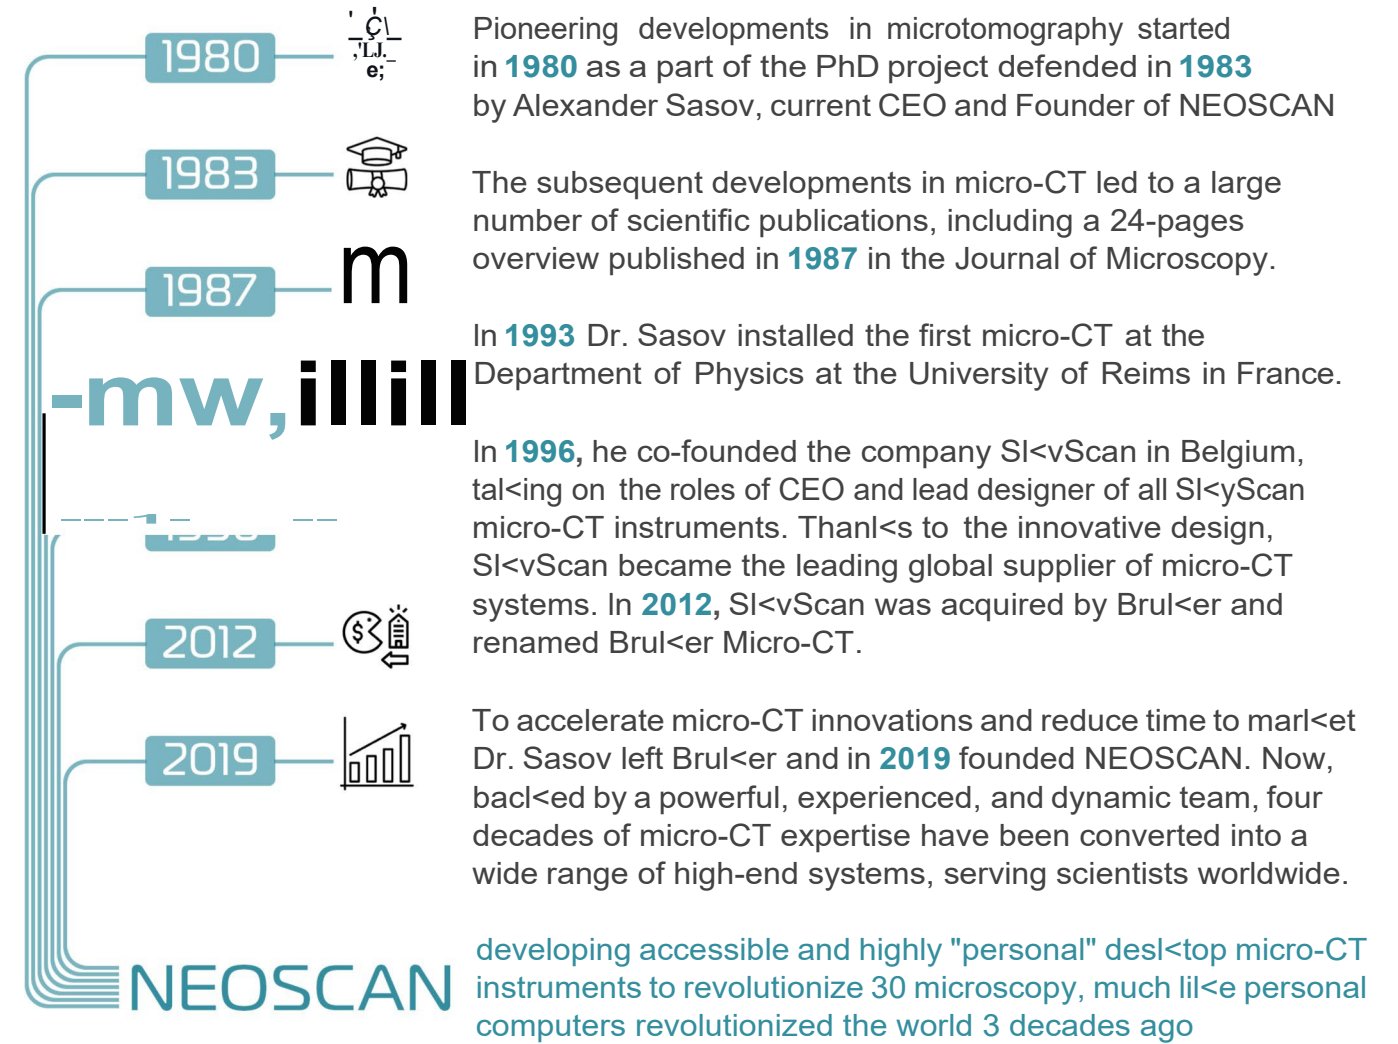 1980
' Ç\
,'LJ._
e;
Pioneering developments in microtomography started
in 1980 as a part of the PhD project defended in 1983
by Alexander Sasov, current CEO and Founder of NEOSCAN
1983
The subsequent developments in micro-CT led to a large
number of scientific publications, including a 24-pages
overview published in 1987 in the Journal of Microscopy.
1987
m
In 1993 Dr. Sasov installed the first micro-CT at the
Department of Physics at the University of Reims in France.
-mw,illill
In 1996, he co-founded the company Sl<vScan in Belgium,
tal<ing on the roles of CEO and lead designer of all Sl<yScan
micro-CT instruments. Thanl<s to the innovative design,
Sl<vScan became the leading global supplier of micro-CT
systems. In 2012, Sl<vScan was acquired by Brul<er and
renamed Brul<er Micro-CT.
2012
$
2019
To accelerate micro-CT innovations and reduce time to marl<et
Dr. Sasov left Brul<er and in 2019 founded NEOSCAN. Now,
bacl<ed by a powerful, experienced, and dynamic team, four
decades of micro-CT expertise have been converted into a
wide range of high-end systems, serving scientists worldwide.
NEOSCAN
developing accessible and highly "personal" desl<top micro-CT
instruments to revolutionize 30 microscopy, much lil<e personal
computers revolutionized the world 3 decades ago